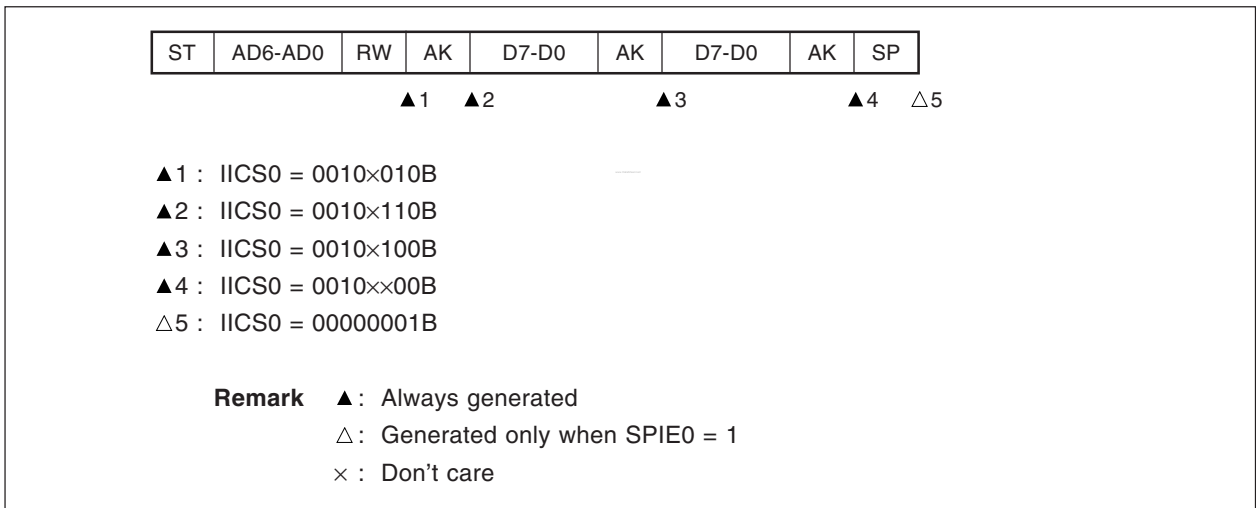 ST AD6-AD0 RW AK D7-D0 AK D7-D0 AK SP
▲1 ▲2 ▲3 ▲4 △5
▲1 : IICS0 = 0010×010B
▲2 : IICS0 = 0010×110B
▲3 : IICS0 = 0010×100B
▲4 : IICS0 = 0010××00B
△5 : IICS0 = 00000001B
Remark ▲ : Always generated
△ : Generated only when SPIE0 = 1
× : Don't care